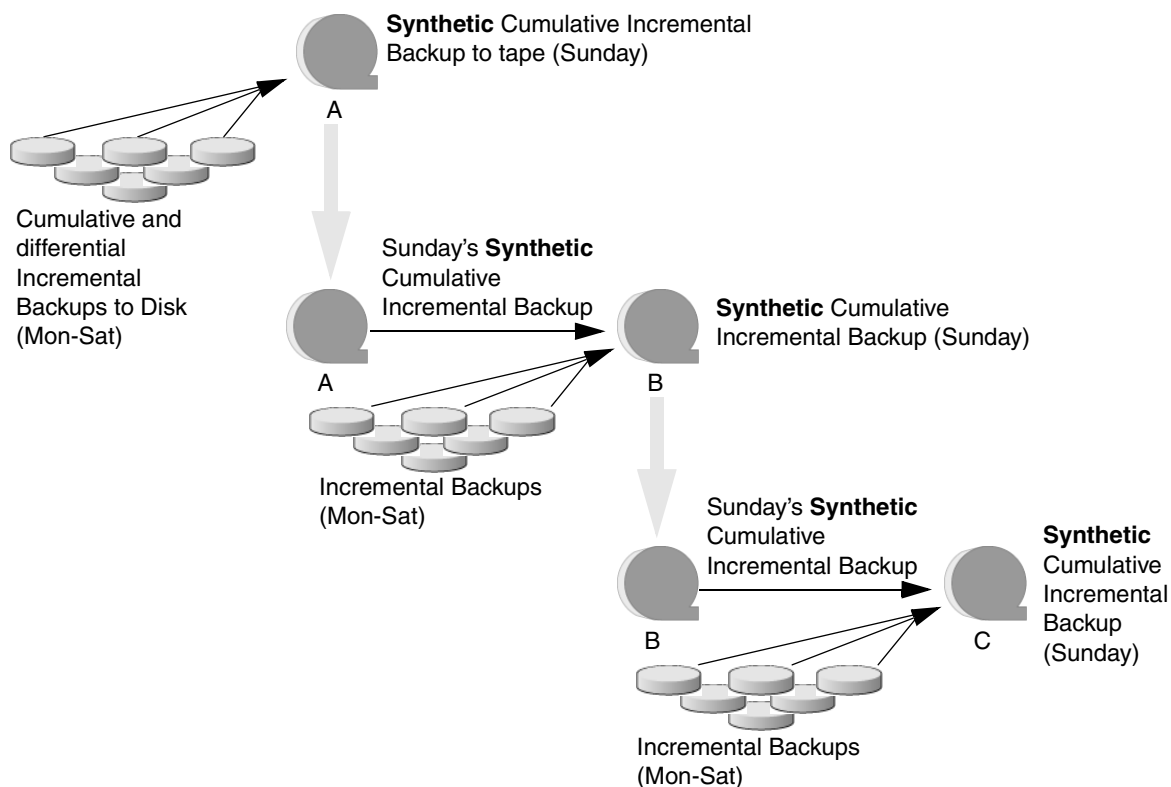 Synthetic Cumulative Incremental
Backup to tape (Sunday)
A
Cumulative and
differential
Incremental
Backups to Disk
(Mon-Sat)
Sunday's Synthetic
Cumulative
Incremental Backup
A
Incremental Backups
(Mon-Sat)
Synthetic Cumulative
Incremental Backup (Sunday)
B
Sunday's Synthetic
Cumulative
Incremental Backup
B
Incremental Backups
(Mon-Sat)
Synthetic
Cumulative
Incremental
Backup
(Sunday)
C